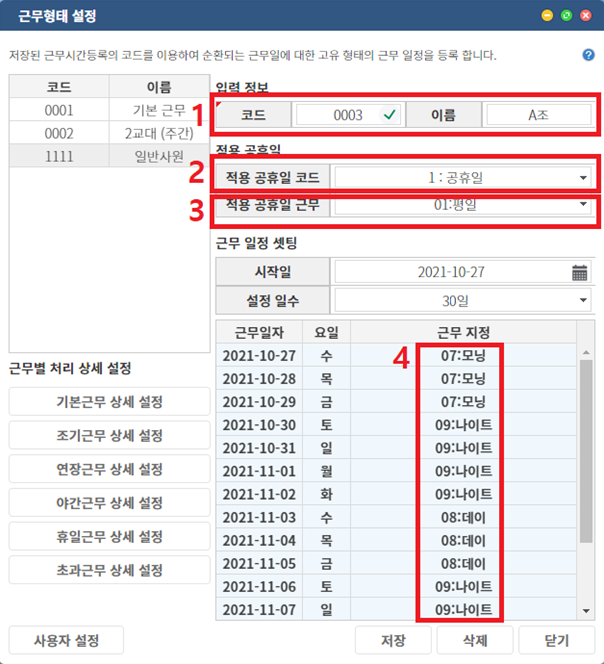 근무형태 설정
저장된 근무시간등록의 코드를 이용하여 순환되는 근무일에 대한 고유 형태의 근무 일정을 등록 합니다.
?
코드 이름
0001 기본 근무
0002 2교대 (주간)
1111 일반사원
입력 정보
1 코드 0003 이름 A조
적용 공휴일
2 적용 공휴일 코드 1 : 공휴일
3 적용 공휴일 근무 01:평일
근무 일정 셋팅
시작일 2021-10-27
설정 일수 30일
근무일자 요일 근무 지정
4
2021-10-27 수 07:모닝
2021-10-28 목 07:모닝
2021-10-29 금 07:모닝
2021-10-30 토 09:나이트
2021-10-31 일 09:나이트
2021-11-01 월 09:나이트
2021-11-02 화 09:나이트
2021-11-03 수 08:데이
2021-11-04 목 08:데이
2021-11-05 금 08:데이
2021-11-06 토 09:나이트
2021-11-07 일 09:나이트
근무별 처리 상세 설정
기본근무 상세 설정
조기근무 상세 설정
연장근무 상세 설정
야간근무 상세 설정
휴일근무 상세 설정
초과근무 상세 설정
사용자 설정 저장 삭제 닫기